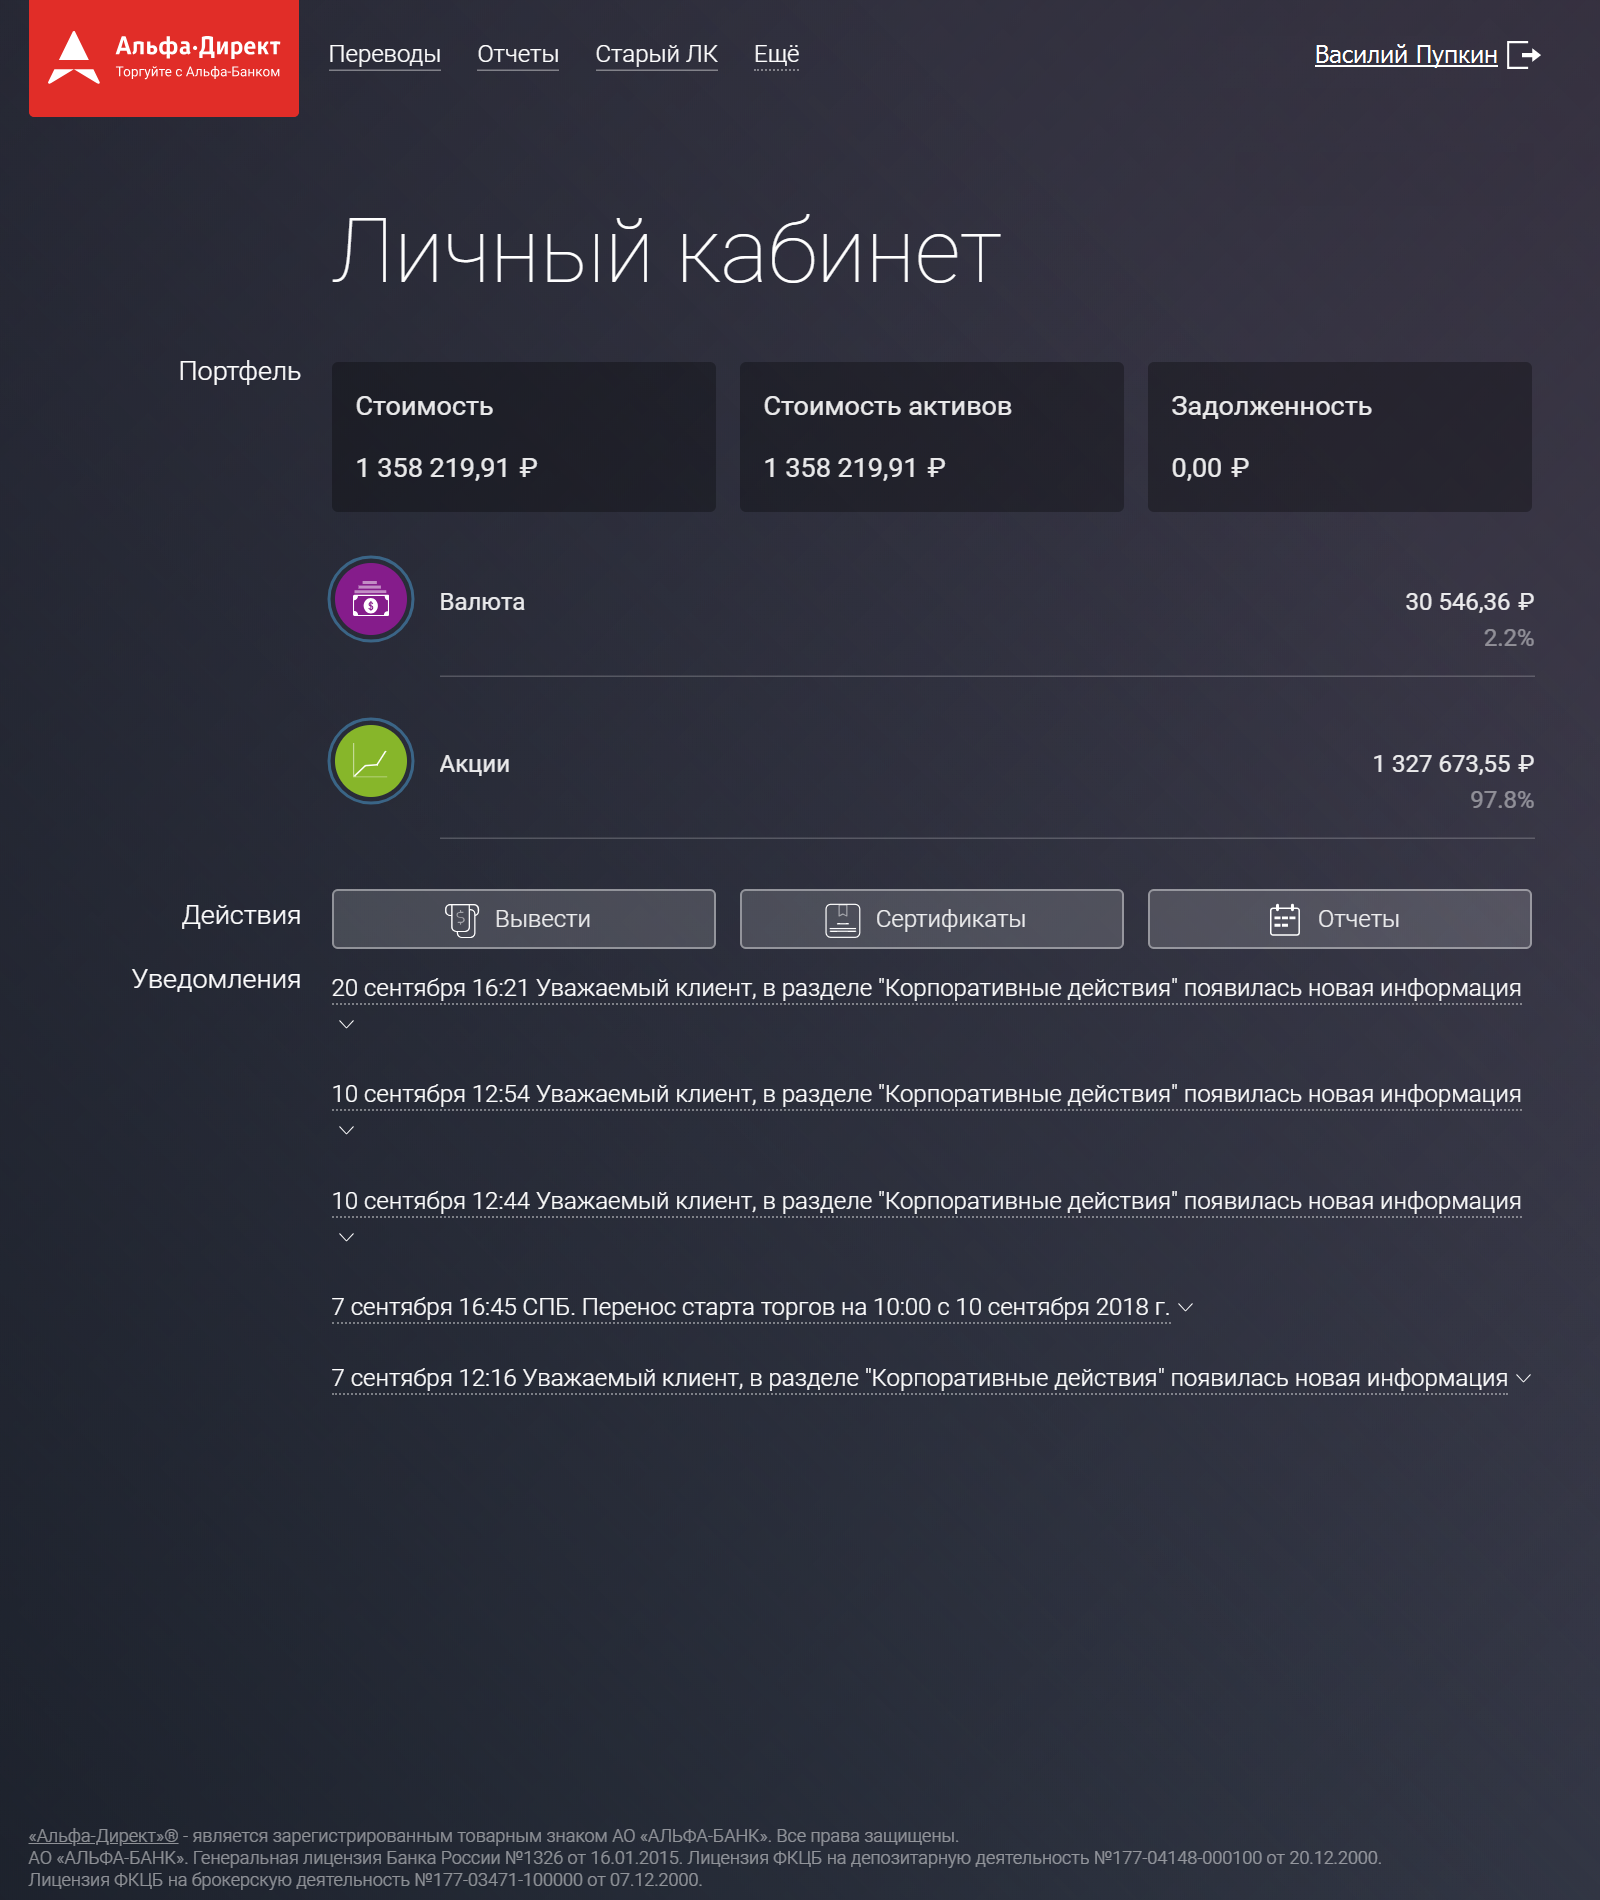 Альфа·Директ
Торгуйте с Альфа-Банком
Переводы Отчеты Старый ЛК Ещё
Василий Пупкин
Личный кабинет
Портфель
Стоимость
1 358 219,91 ₽
Стоимость активов
1 358 219,91 ₽
Задолженность
0,00 ₽
Валюта
30 546,36 ₽
2.2%
Акции
1 327 673,55 ₽
97.8%
Действия
Вывести
Сертификаты
Отчеты
Уведомления
20 сентября 16:21 Уважаемый клиент, в разделе "Корпоративные действия" появилась новая информация
10 сентября 12:54 Уважаемый клиент, в разделе "Корпоративные действия" появилась новая информация
10 сентября 12:44 Уважаемый клиент, в разделе "Корпоративные действия" появилась новая информация
7 сентября 16:45 СПБ. Перенос старта торгов на 10:00 с 10 сентября 2018 г.
7 сентября 12:16 Уважаемый клиент, в разделе "Корпоративные действия" появилась новая информация
«Альфа-Директ»® - является зарегистрированным товарным знаком АО «АЛЬФА-БАНК». Все права защищены.
АО «АЛЬФА-БАНК». Генеральная лицензия Банка России №1326 от 16.01.2015. Лицензия ФКЦБ на депозитарную деятельность №177-04148-000100 от 20.12.2000.
Лицензия ФКЦБ на брокерскую деятельность №177-03471-100000 от 07.12.2000.